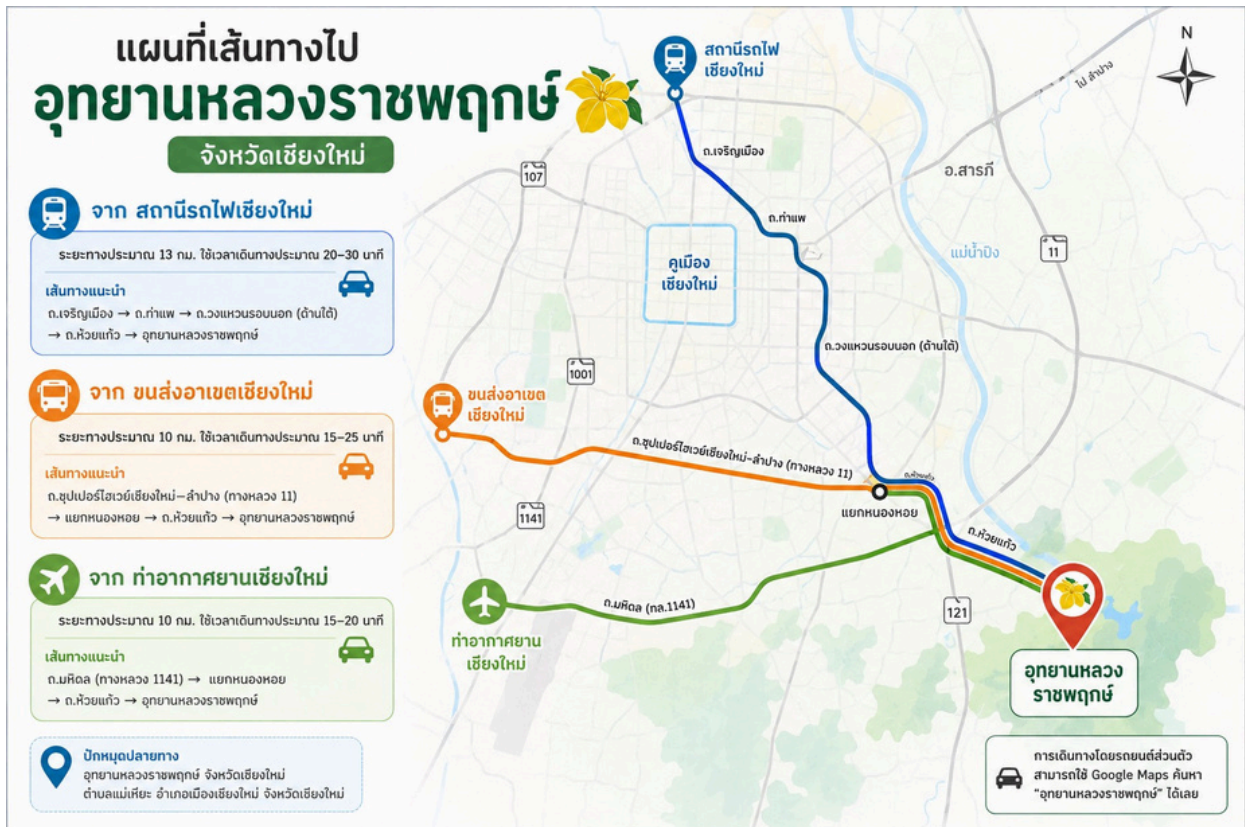 แผนที่เส้นทางไป
อุทยานหลวงราชพฤกษ์
จังหวัดเชียงใหม่
จาก สถานีรถไฟเชียงใหม่
ระยะทางประมาณ 13 กม. ใช้เวลาเดินทางประมาณ 20–30 นาที
เส้นทางแนะนำ
ถ.เจริญเมือง → ถ.ท่าแพ → ถ.วงแหวนรอบนอก (ด้านใต้)
→ ถ.ห้วยแก้ว → อุทยานหลวงราชพฤกษ์
จาก ขนส่งอาเขตเชียงใหม่
ระยะทางประมาณ 10 กม. ใช้เวลาเดินทางประมาณ 15–25 นาที
เส้นทางแนะนำ
ถ.ซุปเปอร์ไฮเวย์เชียงใหม่–ลำปาง (ทางหลวง 11)
→ แยกหนองหอย → ถ.ห้วยแก้ว → อุทยานหลวงราชพฤกษ์
จาก ท่าอากาศยานเชียงใหม่
ระยะทางประมาณ 10 กม. ใช้เวลาเดินทางประมาณ 15–20 นาที
เส้นทางแนะนำ
ถ.มหิดล (ทางหลวง 1141) → แยกหนองหอย
→ ถ.ห้วยแก้ว → อุทยานหลวงราชพฤกษ์
ปักหมุดปลายทาง
อุทยานหลวงราชพฤกษ์ จังหวัดเชียงใหม่
ตำบลแม่เหียะ อำเภอเมืองเชียงใหม่ จังหวัดเชียงใหม่
สถานีรถไฟ
เชียงใหม่
N
ไป ลำปาง
ถ.เจริญเมือง
อ.สารภี
107
ถ.ท่าแพ
แม่น้ำปิง
11
คูเมือง
เชียงใหม่
ถ.วงแหวนรอบนอก (ด้านใต้)
1001
ขนส่งอาเขต
เชียงใหม่
ถ.ซุปเปอร์ไฮเวย์เชียงใหม่–ลำปาง (ทางหลวง 11)
ถ.ห้วยแก้ว
แยกหนองหอย
1141
ถ.ห้วยแก้ว
ถ.มหิดล (ทล.1141)
121
ท่าอากาศยาน
เชียงใหม่
อุทยานหลวง
ราชพฤกษ์
การเดินทางโดยรถยนต์ส่วนตัว
สามารถใช้ Google Maps ค้นหา
“อุทยานหลวงราชพฤกษ์” ได้เลย